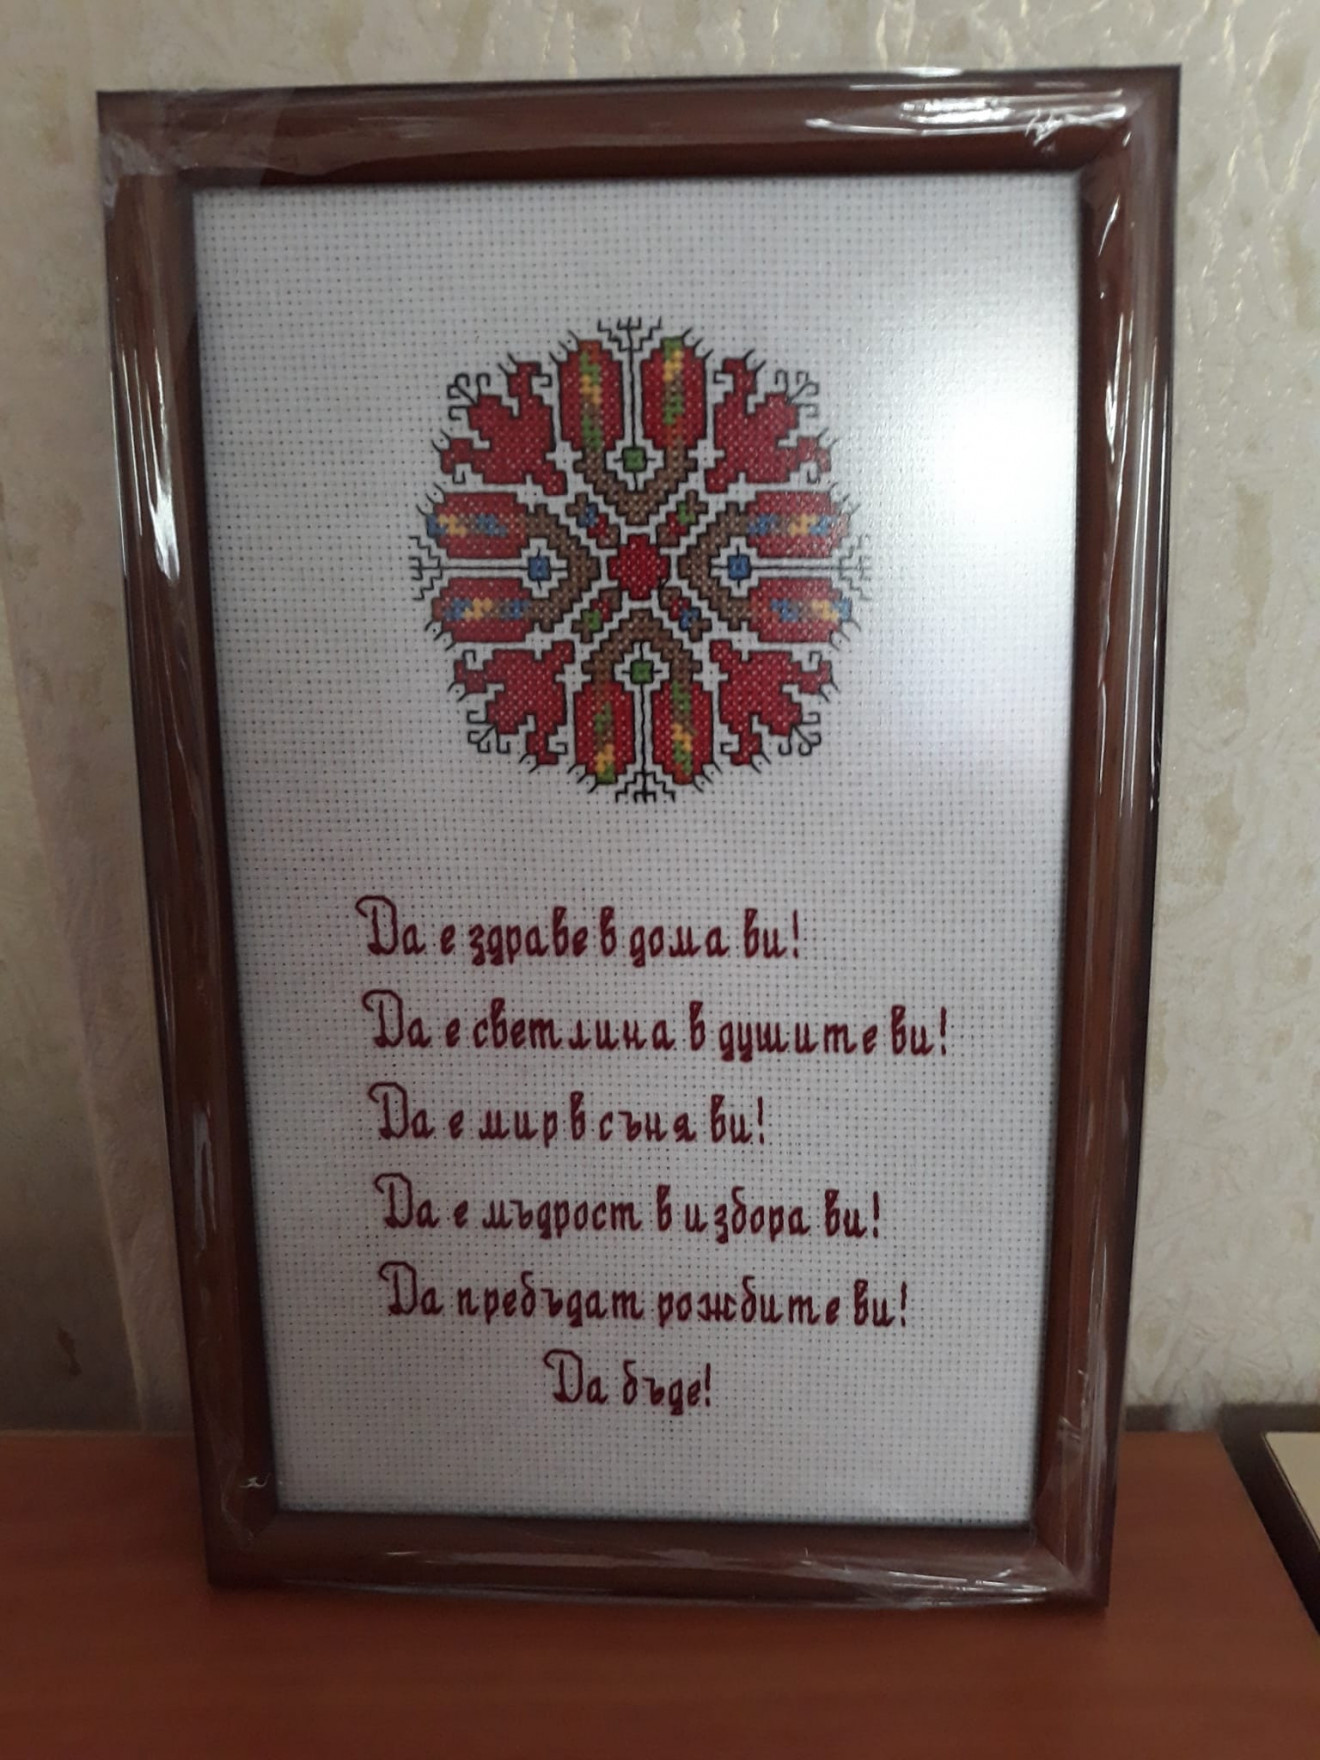 Да е здраве в дома ви!
Да е светлина в душите ви!
Да е мир в съня ви!
Да е мъдрост в избора ви!
Да пребъдат рожбите ви!
Да бъде!